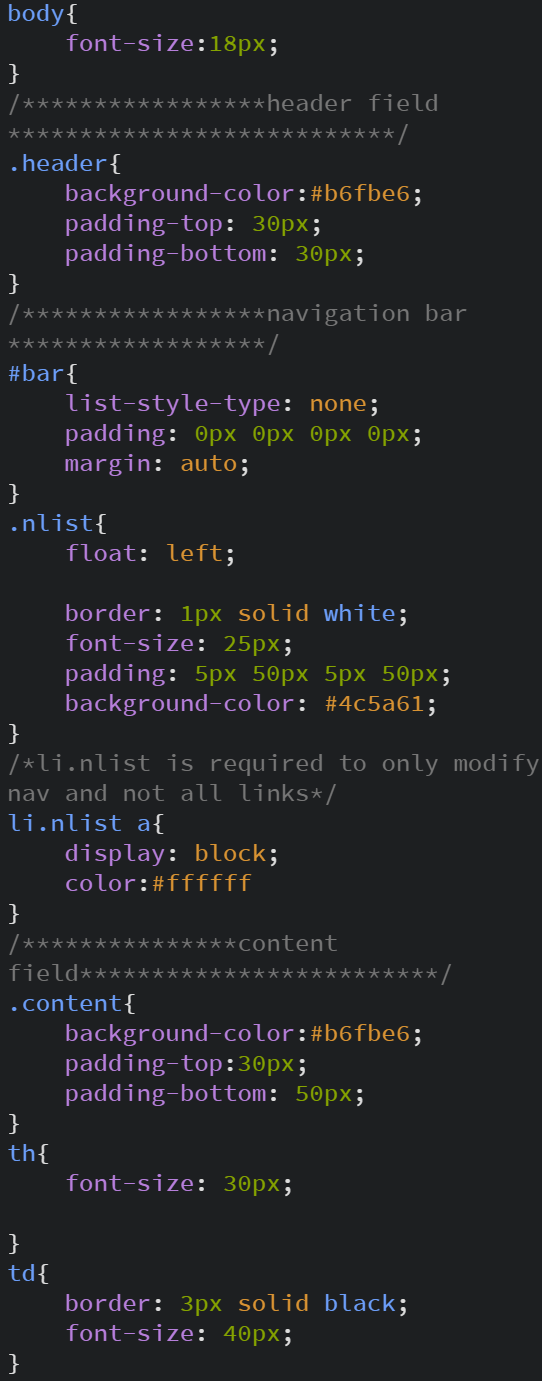 body{
    font-size:18px;
}
/*****************header field
***************************/
.header{
    background-color:#b6fbe6;
    padding-top: 30px;
    padding-bottom: 30px;
}
/*****************navigation bar
******************/
#bar{
    list-style-type: none;
    padding: 0px 0px 0px 0px;
    margin: auto;
}
.nlist{
    float: left;

    border: 1px solid white;
    font-size: 25px;
    padding: 5px 50px 5px 50px;
    background-color: #4c5a61;
}
/*li.nlist is required to only modify
nav and not all links*/
li.nlist a{
    display: block;
    color:#ffffff
}
/***************content
field*************************/
.content{
    background-color:#b6fbe6;
    padding-top:30px;
    padding-bottom: 50px;
}
th{
    font-size: 30px;

}
td{
    border: 3px solid black;
    font-size: 40px;
}